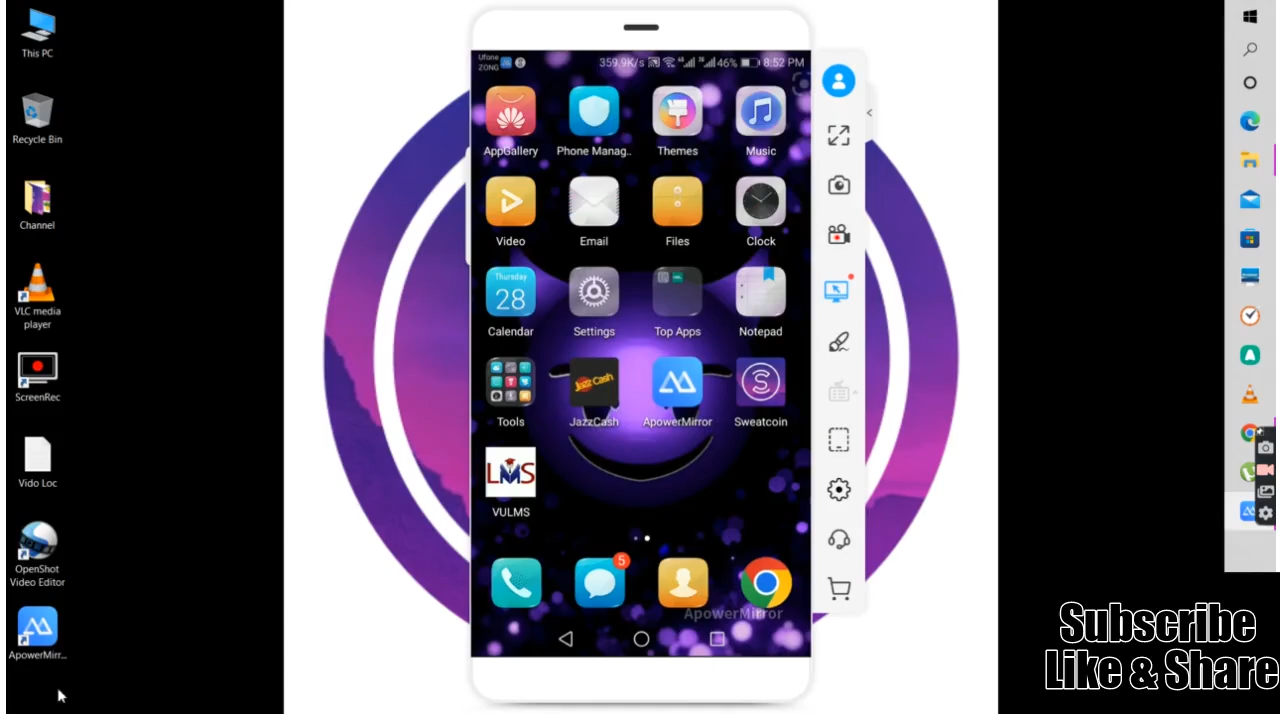 This PC
Recycle Bin
Channel
VLC media
player
ScreenRec
Vido Loc
OpenShot
Video Editor
ApowerMirr...
Ufone
ZONG
359.9K/s 46% 8:52 PM
AppGallery Phone Manag.. Themes Music
Video Email Files Clock
Thursday
28
Calendar Settings Top Apps Notepad
Jazz Cash
Tools JazzCash ApowerMirror Sweatcoin
LMS
VULMS
5
ApowerMirror
Subscribe
Like & Share